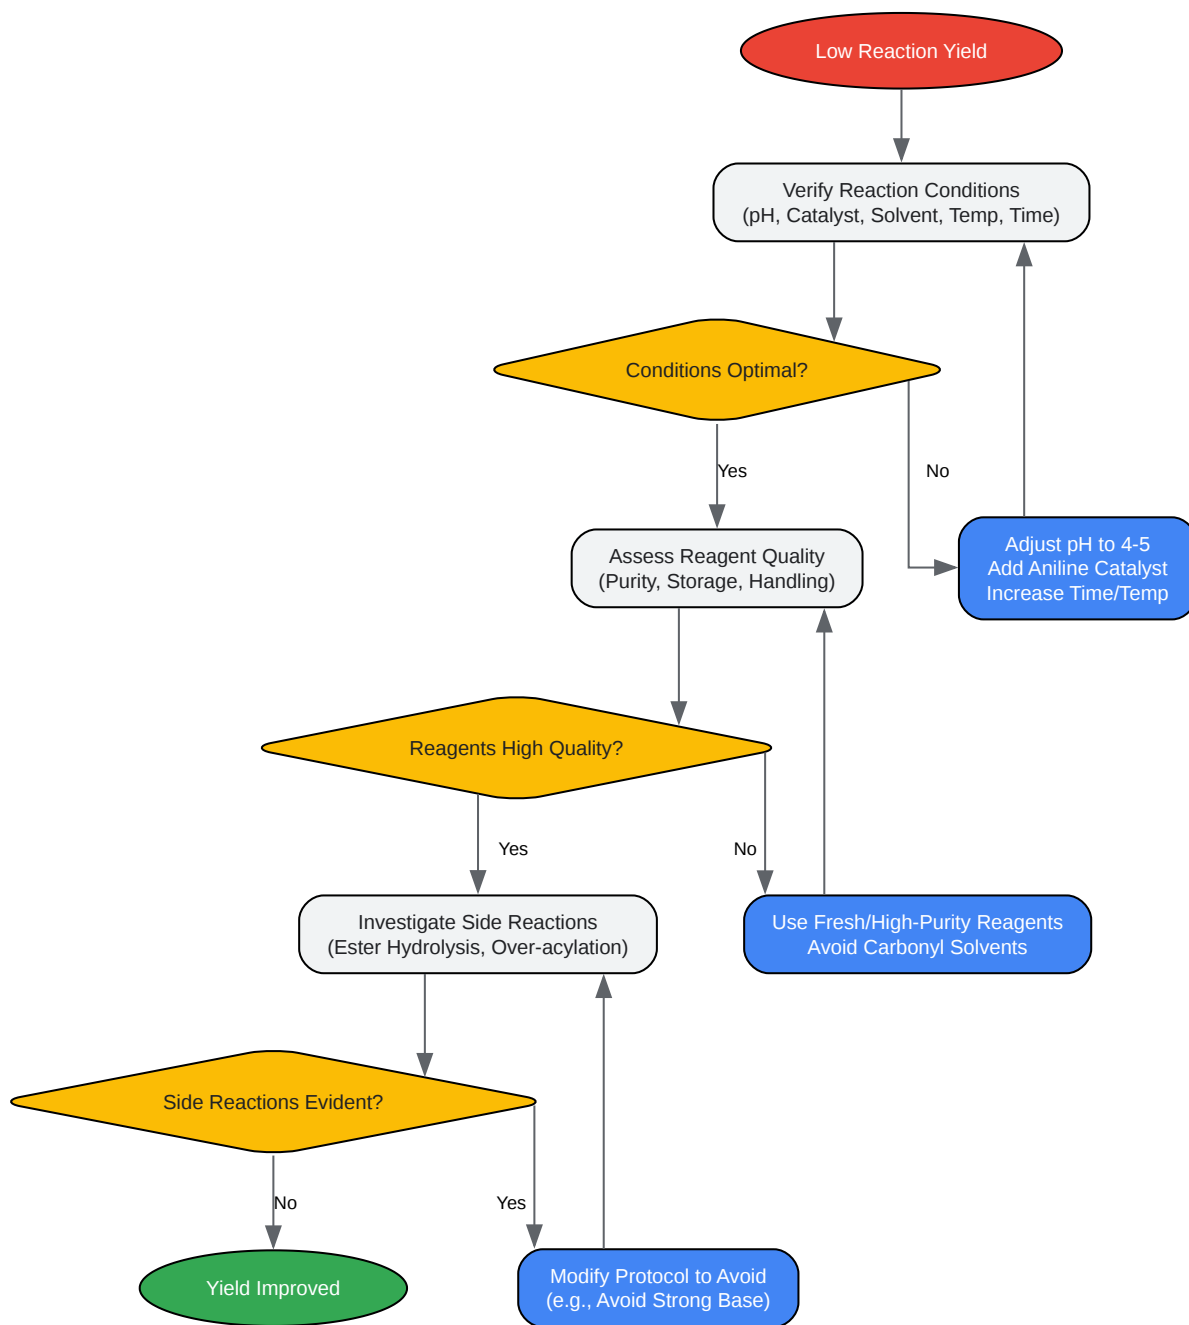 Low Reaction Yield
Verify Reaction Conditions
(pH, Catalyst, Solvent, Temp, Time)
Conditions Optimal?
Yes
No
Adjust pH to 4-5
Add Aniline Catalyst
Increase Time/Temp
Assess Reagent Quality
(Purity, Storage, Handling)
Reagents High Quality?
Yes
No
Investigate Side Reactions
(Ester Hydrolysis, Over-acylation)
Use Fresh/High-Purity Reagents
Avoid Carbonyl Solvents
Side Reactions Evident?
No
Yes
Yield Improved
Modify Protocol to Avoid
(e.g., Avoid Strong Base)